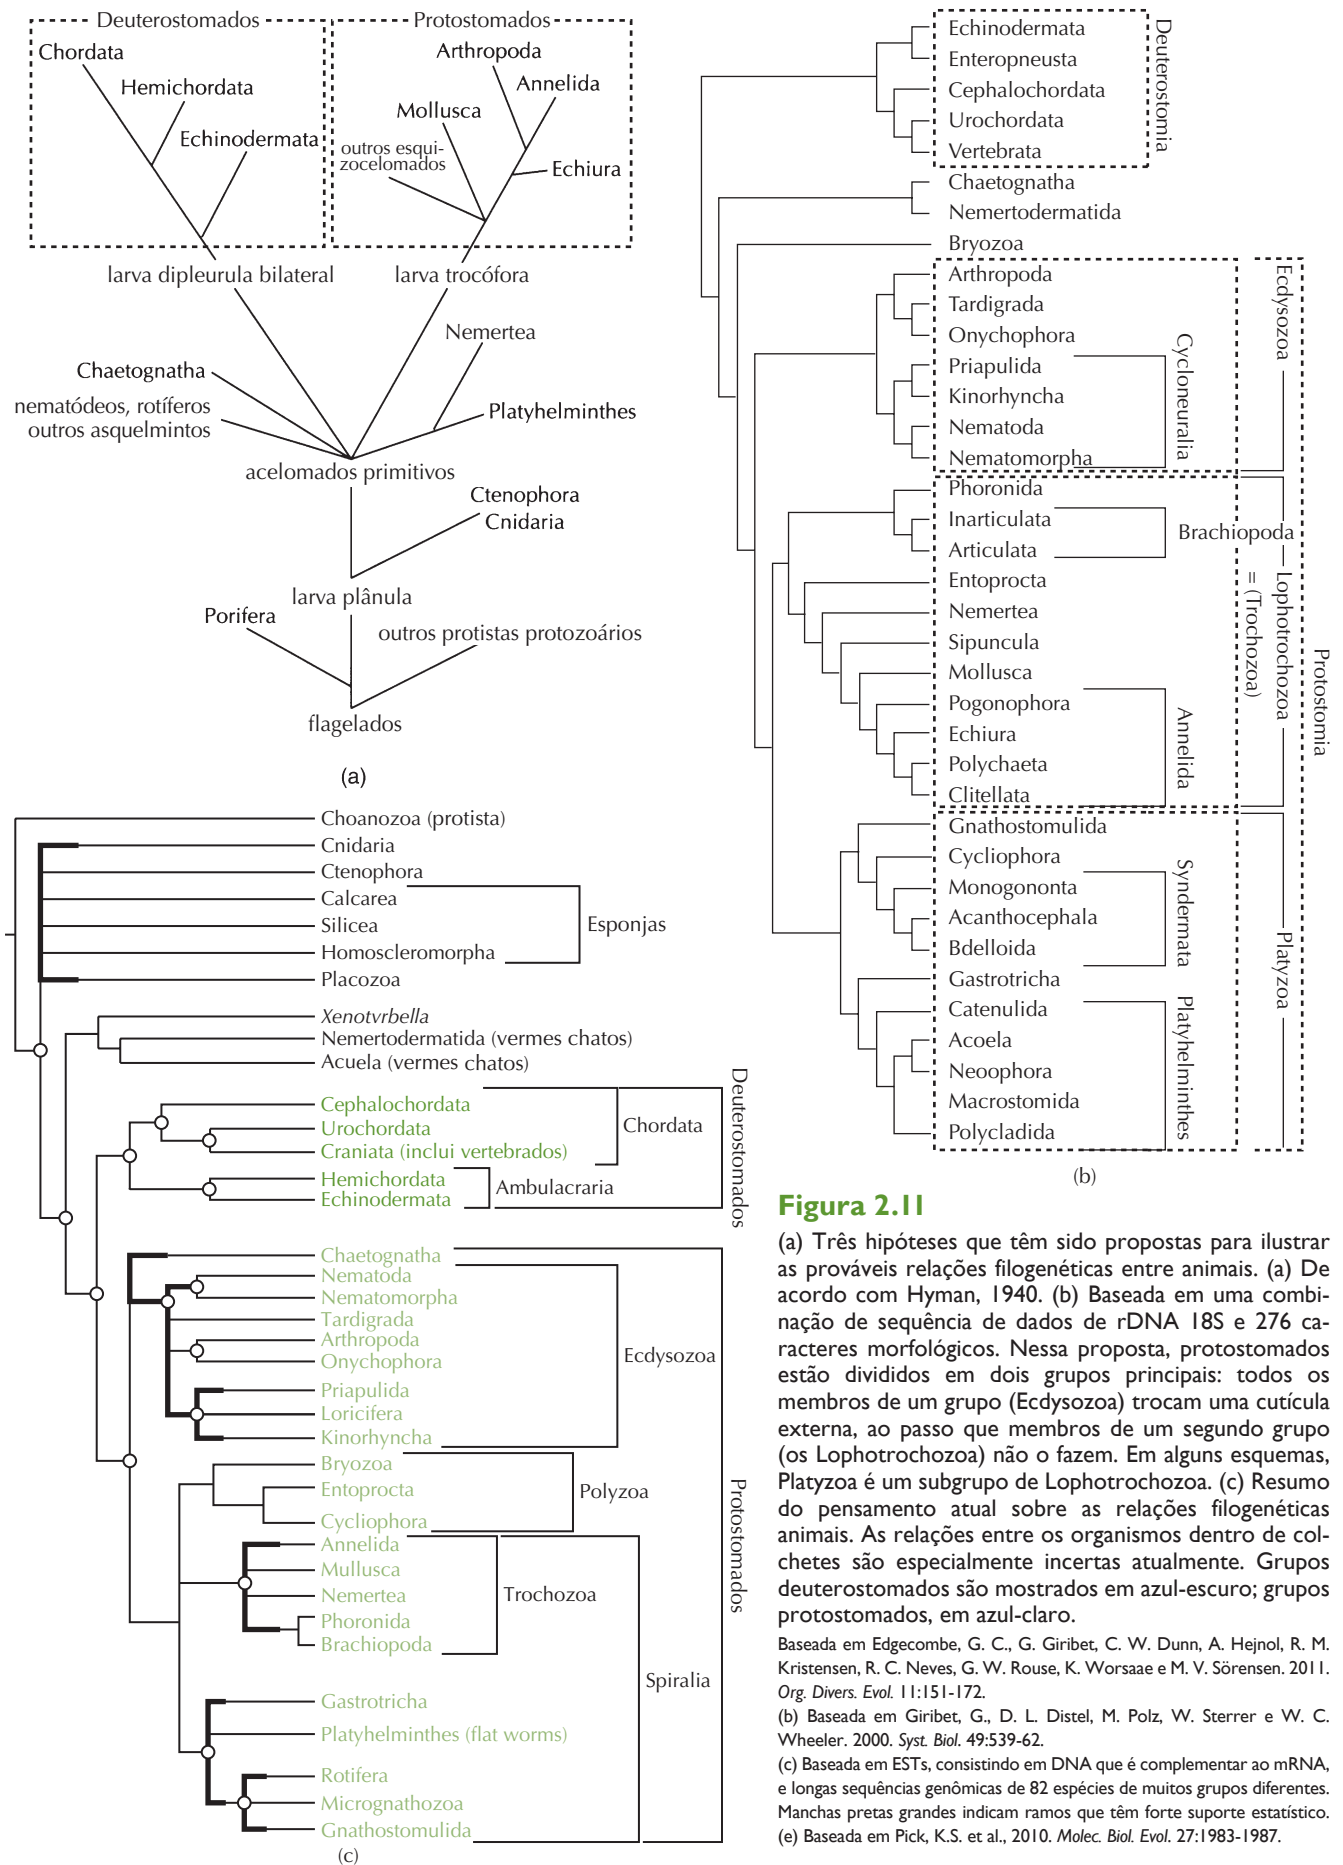 Deuterostomados
Protostomados
Chordata
Hemichordata
Echinodermata
Arthropoda
Annelida
Mollusca
outros esqui-
zocelomados
Echiura
larva dipleurula bilateral
larva trocófora
Nemertea
Chaetognatha
nematódeos, rotíferos
outros asquelmintos
Platyhelminthes
acelomados primitivos
Ctenophora
Cnidaria
larva plânula
Porifera
outros protistas protozoários
flagelados
(a)
Echinodermata
Enteropneusta
Cephalochordata
Urochordata
Vertebrata
Deuterostomia
Chaetognatha
Nemertodermatida
Bryozoa
Arthropoda
Tardigrada
Onychophora
Priapulida
Kinorhyncha
Nematoda
Nematomorpha
Cycloneuralia
Ecdysozoa
Phoronida
Inarticulata
Articulata
Brachiopoda
Entoprocta
Nemertea
Sipuncula
Mollusca
Pogonophora
Echiura
Polychaeta
Clitellata
Annelida
Lophotrochozoa
= (Trochozoa)
Protostomia
Gnathostomulida
Cycliophora
Monogononta
Acanthocephala
Bdelloida
Syndermata
Gastrotricha
Catenulida
Acoela
Neoophora
Macrostomida
Polycladida
Platyhelminthes
Platyzoa
(b)
Choanozoa (protista)
Cnidaria
Ctenophora
Calcarea
Silicea
Homoscleromorpha
Esponjas
Placozoa
Xenotvrbella
Nemertodermatida (vermes chatos)
Acuela (vermes chatos)
Cephalochordata
Urochordata
Craniata (inclui vertebrados)
Chordata
Hemichordata
Echinodermata
Ambulacraria
Deuterostomados
Chaetognatha
Nematoda
Nematomorpha
Tardigrada
Arthropoda
Onychophora
Priapulida
Loricifera
Kinorhyncha
Ecdysozoa
Bryozoa
Entoprocta
Cycliophora
Polyzoa
Annelida
Mullusca
Nemertea
Phoronida
Brachiopoda
Trochozoa
Gastrotricha
Platyhelminthes (flat worms)
Rotifera
Micrognathozoa
Gnathostomulida
Spiralia
Protostomados
(c)
Figura 2.11
(a) Três hipóteses que têm sido propostas para ilustrar
as prováveis relações filogenéticas entre animais. (a) De
acordo com Hyman, 1940. (b) Baseada em uma combi-
nação de sequência de dados de rDNA 18S e 276 ca-
racteres morfológicos. Nessa proposta, protostomados
estão divididos em dois grupos principais: todos os
membros de um grupo (Ecdysozoa) trocam uma cutícula
externa, ao passo que membros de um segundo grupo
(os Lophotrochozoa) não o fazem. Em alguns esquemas,
Platyzoa é um subgrupo de Lophotrochozoa. (c) Resumo
do pensamento atual sobre as relações filogenéticas
animais. As relações entre os organismos dentro de col-
chetes são especialmente incertas atualmente. Grupos
deuterostomados são mostrados em azul-escuro; grupos
protostomados, em azul-claro.
Baseada em Edgecombe, G. C., G. Giribet, C. W. Dunn, A. Hejnol, R. M.
Kristensen, R. C. Neves, G. W. Rouse, K. Worsaae e M. V. Sörensen. 2011.
Org. Divers. Evol. 11:151-172.
(b) Baseada em Giribet, G., D. L. Distel, M. Polz, W. Sterrer e W. C.
Wheeler. 2000. Syst. Biol. 49:539-62.
(c) Baseada em ESTs, consistindo em DNA que é complementar ao mRNA,
e longas sequências genômicas de 82 espécies de muitos grupos diferentes.
Manchas pretas grandes indicam ramos que têm forte suporte estatístico.
(e) Baseada em Pick, K.S. et al., 2010. Molec. Biol. Evol. 27:1983-1987.